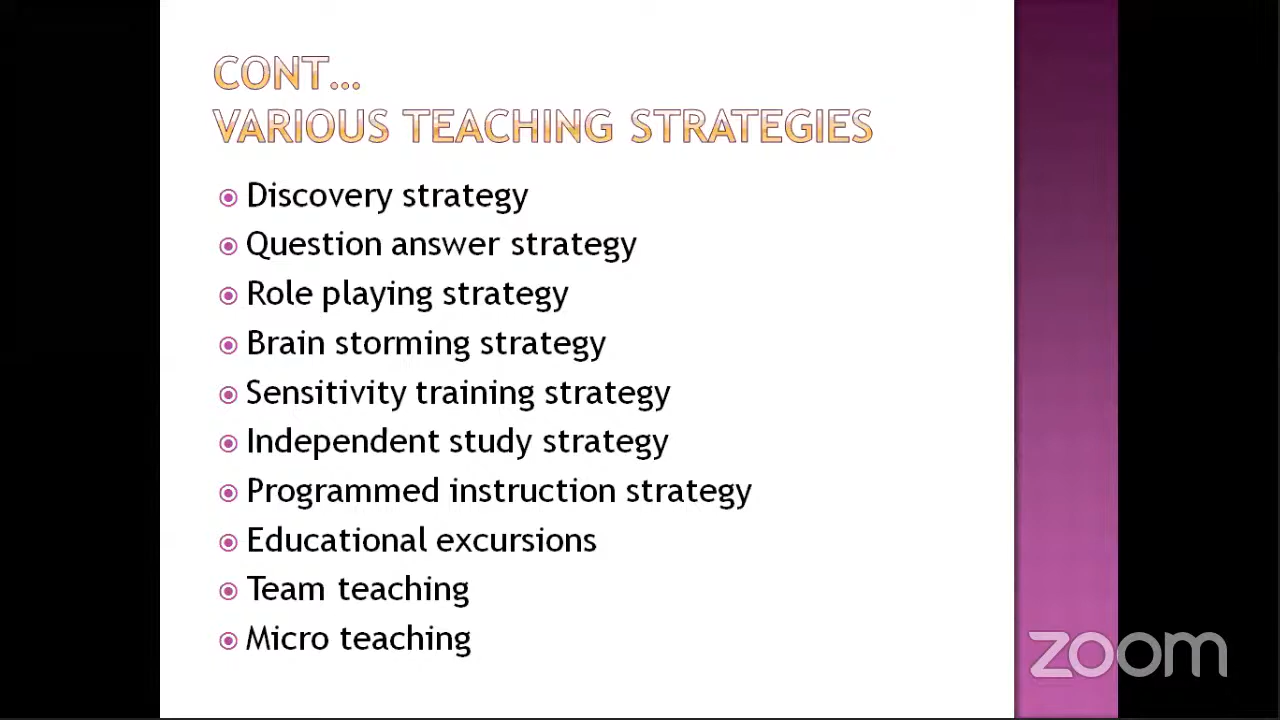 CONT...
VARIOUS TEACHING STRATEGIES
Discovery strategy
Question answer strategy
Role playing strategy
Brain storming strategy
Sensitivity training strategy
Independent study strategy
Programmed instruction strategy
Educational excursions
Team teaching
Micro teaching
zoom